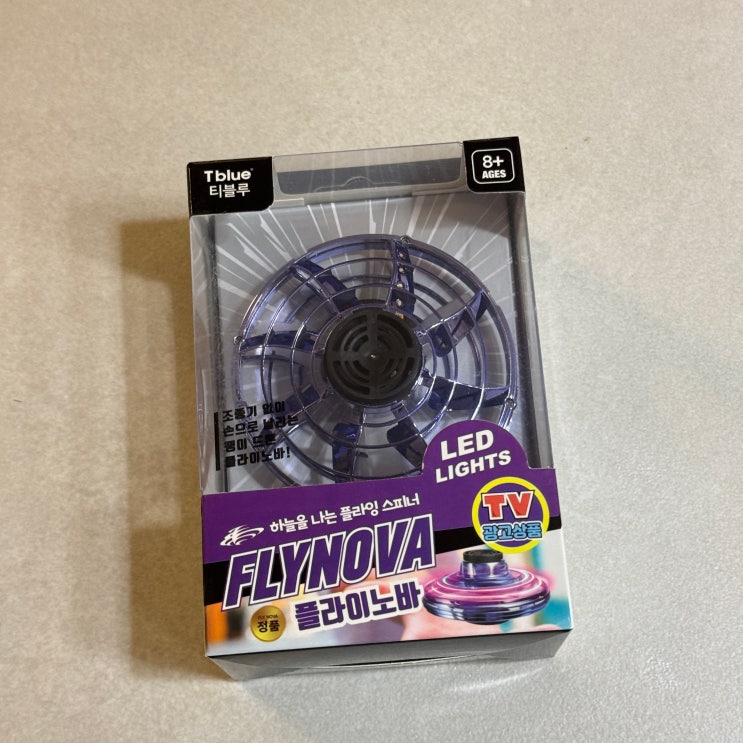 Tblue®
티블루
8+
AGES
조종기 없이
손으로 날리는
팽이 드론
플라이노바!
LED
LIGHTS
TV
광고상품
하늘을 나는 플라잉 스피너
FLYNOVA
플라이노바
FLY NOVA
정품